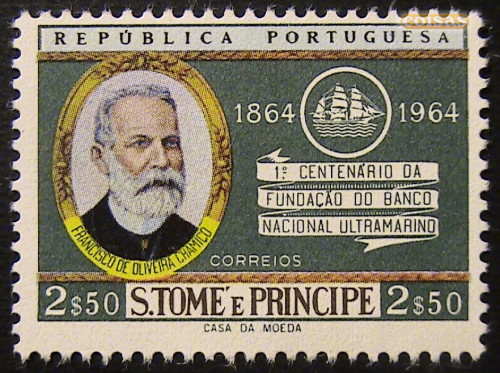 COISAS
REPÚBLICA PORTUGUESA
1864 1964
1º CENTENÁRIO DA
FUNDAÇÃO DO BANCO
NACIONAL ULTRAMARINO
FRANCISCO DE OLIVEIRA CHAMIÇO
CORREIOS
2$50 S.TOMÉ E PRINCIPE 2$50
CASA DA MOEDA